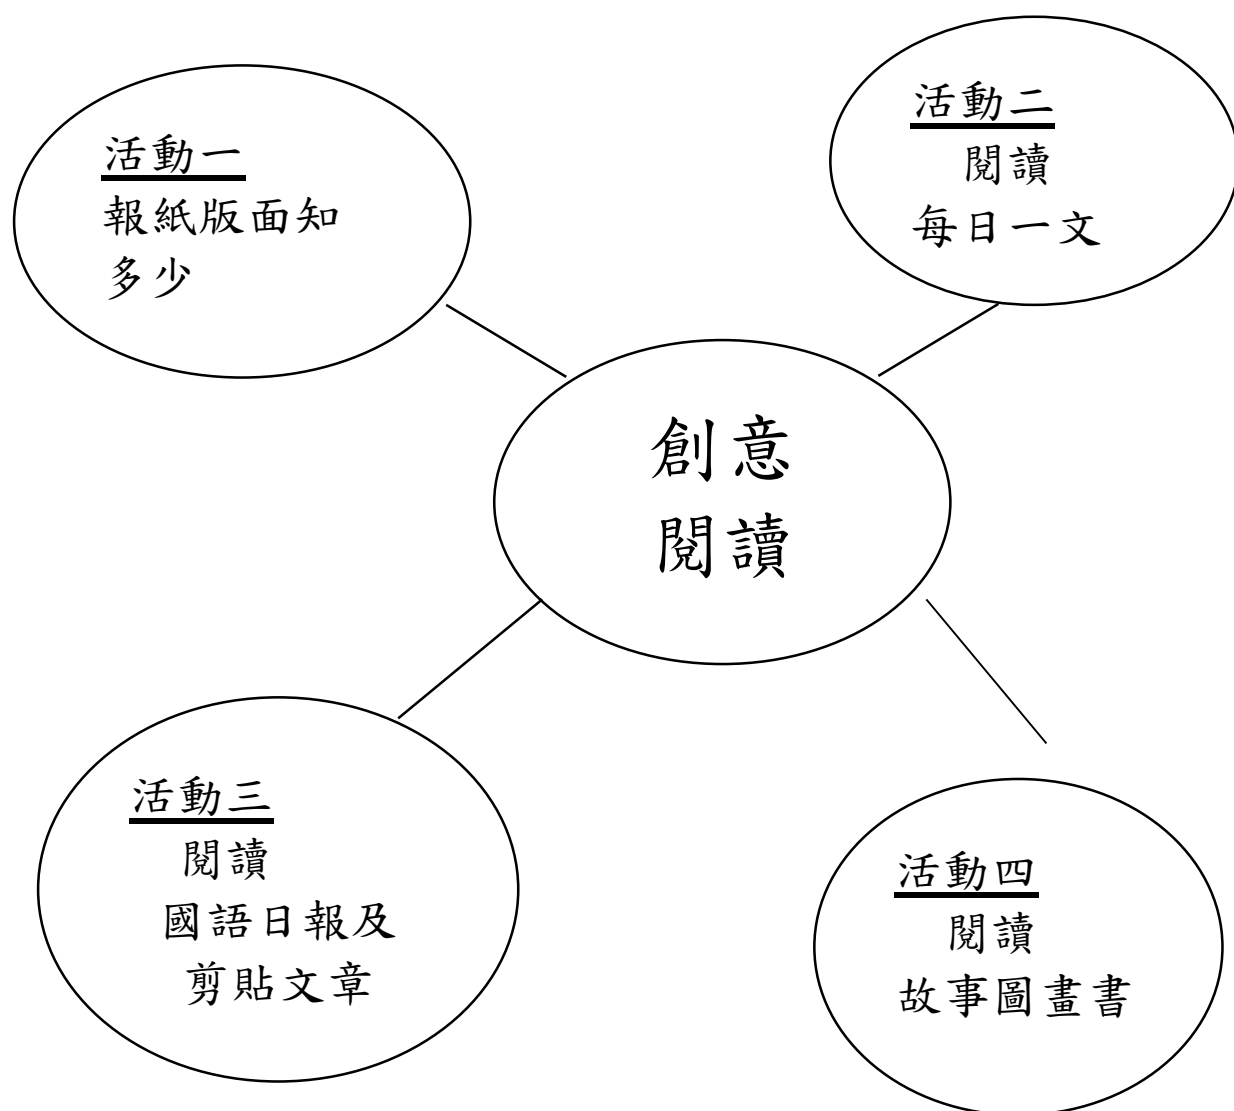 活動一
報紙版面知
多少
活動二
閱讀
每日一文
創意
閱讀
活動三
閱讀
國語日報及
剪貼文章
活動四
閱讀
故事圖畫書